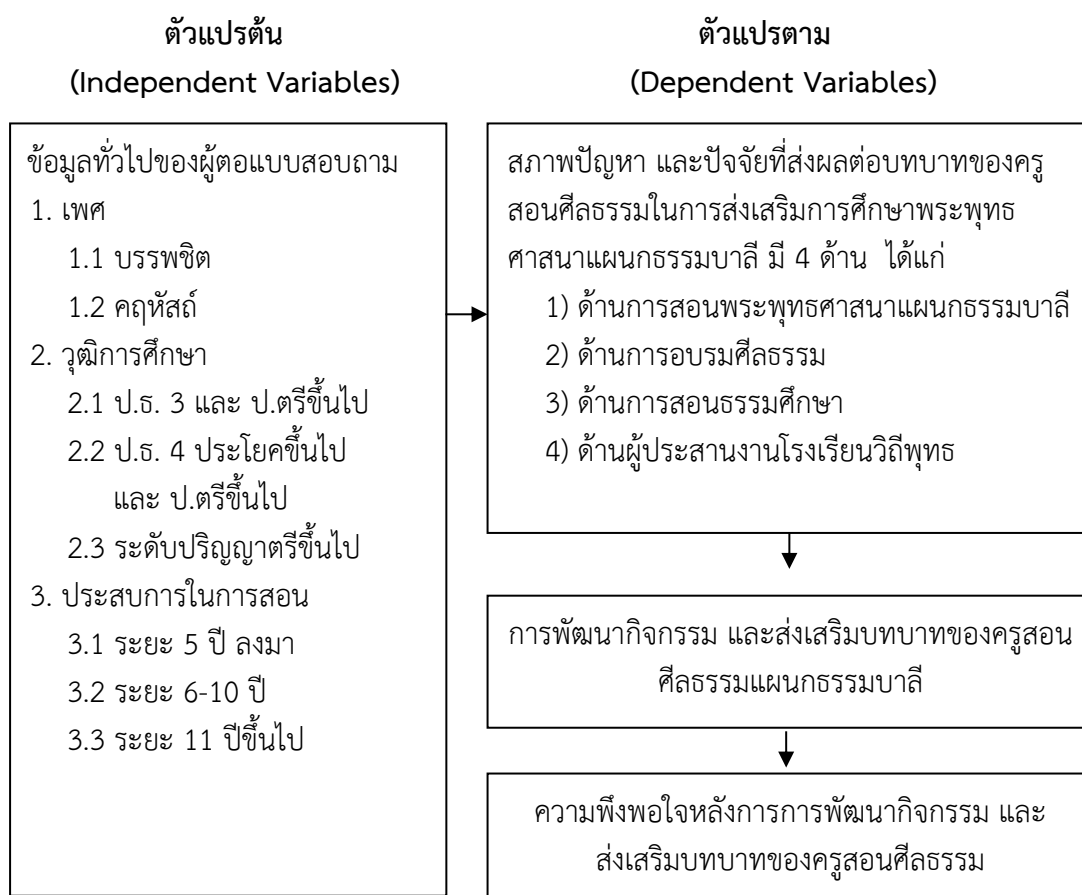 ตัวแปรต้น
(Independent Variables)
ข้อมูลทั่วไปของผู้ตอแบบสอบถาม
1. เพศ
1.1 บรรพชิต
1.2 คฤหัสถ์
2. วุฒิการศึกษา
2.1 ป.ธ. 3 และ ป.ตรีขึ้นไป
2.2 ป.ธ. 4 ประโยคขึ้นไป
และ ป.ตรีขึ้นไป
2.3 ระดับปริญญาตรีขึ้นไป
3. ประสบการในการสอน
3.1 ระยะ 5 ปี ลงมา
3.2 ระยะ 6-10 ปี
3.3 ระยะ 11 ปีขึ้นไป
ตัวแปรตาม
(Dependent Variables)
สภาพปัญหา และปัจจัยที่ส่งผลต่อบทบาทของครู
สอนศีลธรรมในการส่งเสริมการศึกษาพระพุทธ
ศาสนาแผนกธรรมบาลี มี 4 ด้าน ได้แก่
1) ด้านการสอนพระพุทธศาสนาแผนกธรรมบาลี
2) ด้านการอบรมศีลธรรม
3) ด้านการสอนธรรมศึกษา
4) ด้านผู้ประสานงานโรงเรียนวิถีพุทธ
การพัฒนากิจกรรม และส่งเสริมบทบาทของครูสอน
ศีลธรรมแผนกธรรมบาลี
ความพึงพอใจหลังการการพัฒนากิจกรรม และ
ส่งเสริมบทบาทของครูสอนศีลธรรม